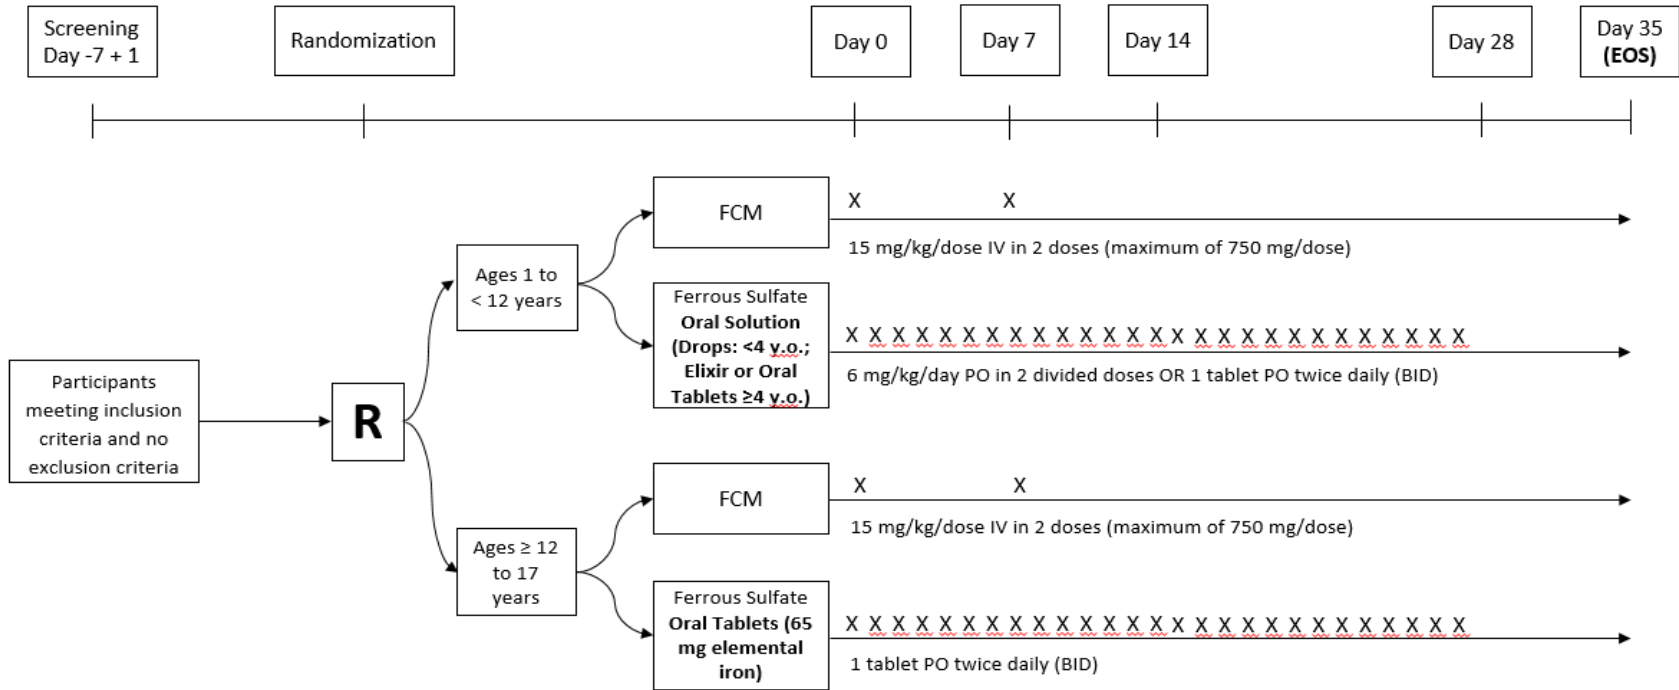 Screening
Day -7 + 1
Randomization
Day 0
Day 7
Day 14
Day 28
Day 35
(EOS)
Participants
meeting inclusion
criteria and no
exclusion criteria
R
Ages 1 to
< 12 years
FCM
X X
15 mg/kg/dose IV in 2 doses (maximum of 750 mg/dose)
Ferrous Sulfate
Oral Solution
(Drops: <4 y.o.;
Elixir or Oral
Tablets ≥4 y.o.)
X X X X X X X X X X X X X X X X X X X X X X X X X X X
6 mg/kg/day PO in 2 divided doses OR 1 tablet PO twice daily (BID)
Ages ≥ 12
to 17
years
FCM
X X
15 mg/kg/dose IV in 2 doses (maximum of 750 mg/dose)
Ferrous Sulfate
Oral Tablets (65
mg elemental
iron)
X X X X X X X X X X X X X X X X X X X X X X X X X X X
1 tablet PO twice daily (BID)